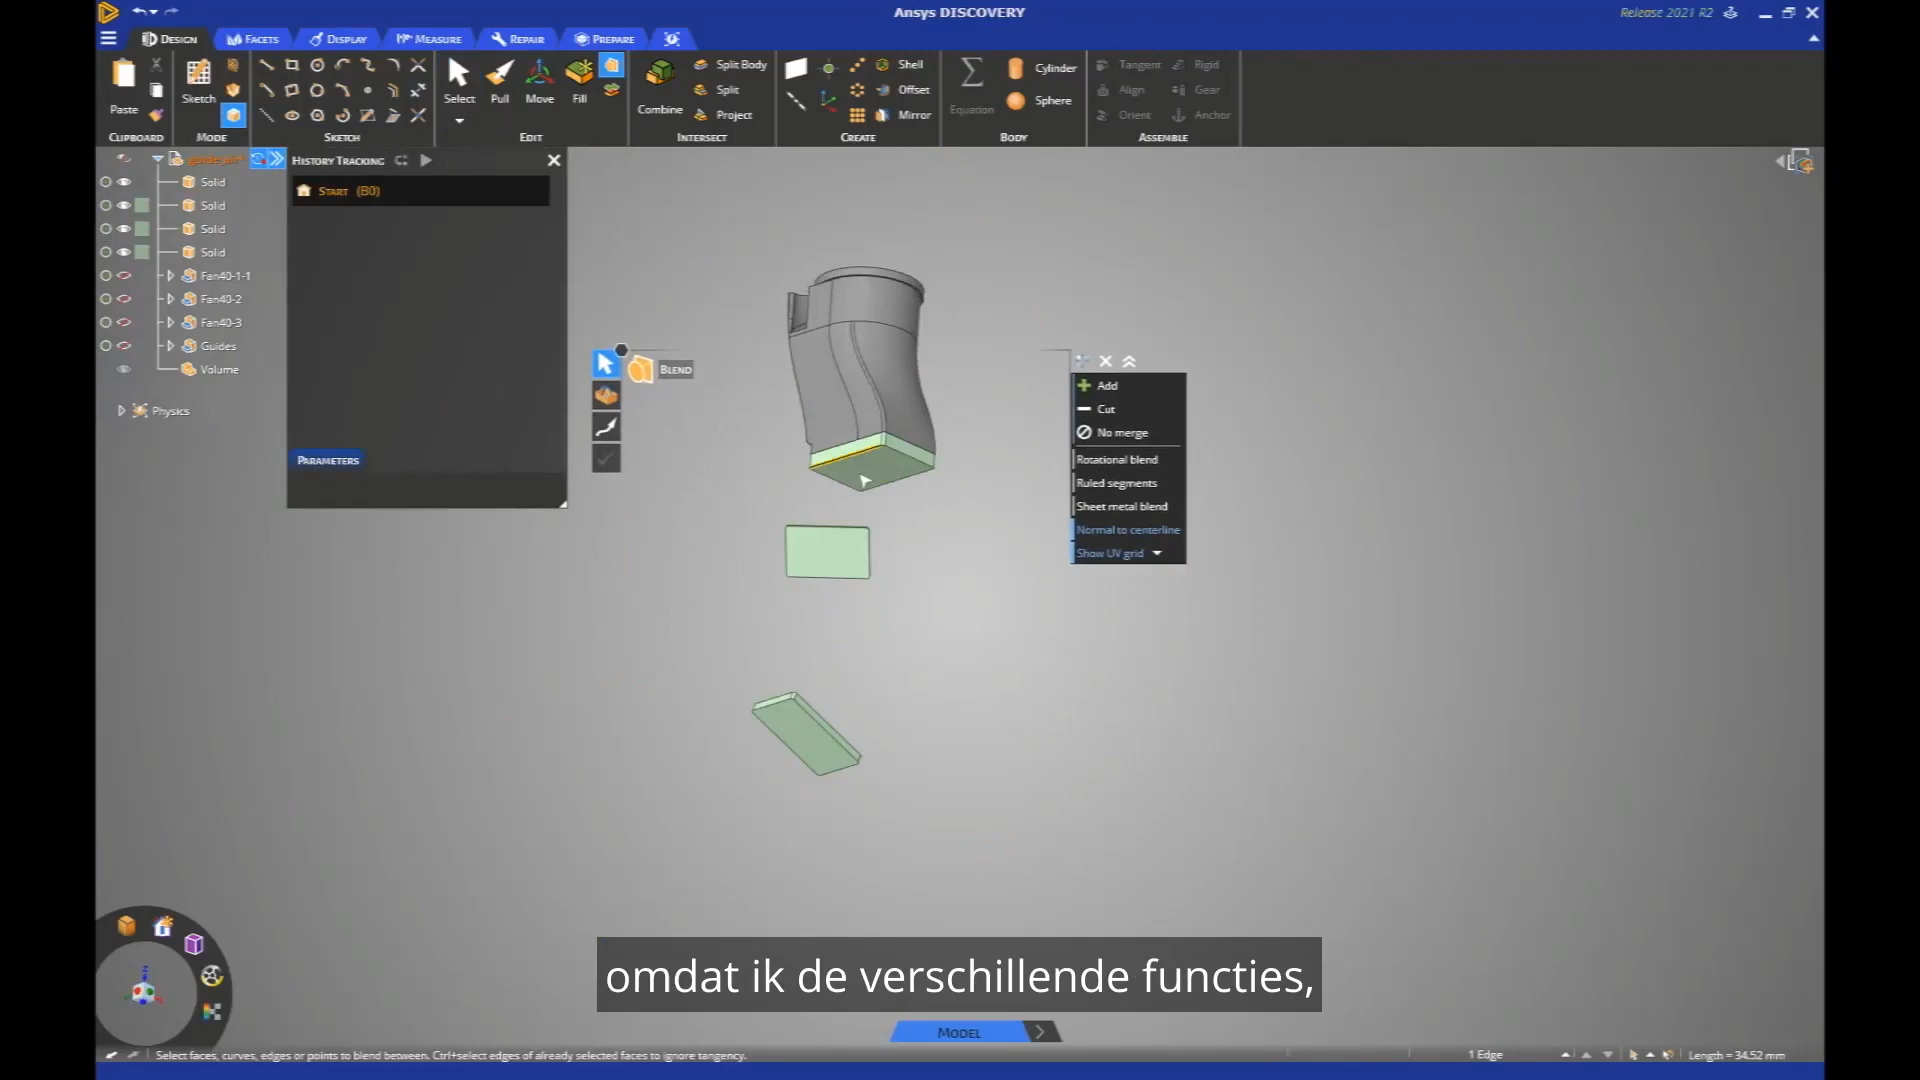 Ansys DISCOVERY
Release 2021 R2
DESIGN
FACETS
DISPLAY
MEASURE
REPAIR
PREPARE
Paste
CLIPBOARD
Sketch
MODE
SKETCH
Select
Pull
Move
Fill
EDIT
Combine
Split Body
Split
Project
INTERSECT
Shell
Offset
Mirror
CREATE
Equation
Cylinder
Sphere
BODY
Tangent
Rigid
Align
Gear
Orient
Anchor
ASSEMBLE
HISTORY TRACKING
START (B0)
PARAMETERS
Solid
Solid
Solid
Solid
Fan40-1-1
Fan40-2
Fan40-3
Guides
Volume
Physics
BLEND
Add
Cut
No merge
Rotational blend
Ruled segments
Sheet metal blend
Normal to centerline
Show UV grid
Z
omdat ik de verschillende functies,
MODEL
Select faces, curves, edges or points to blend between. Ctrl+select edges of already selected faces to ignore tangency.
1 Edge
Length = 34.52 mm